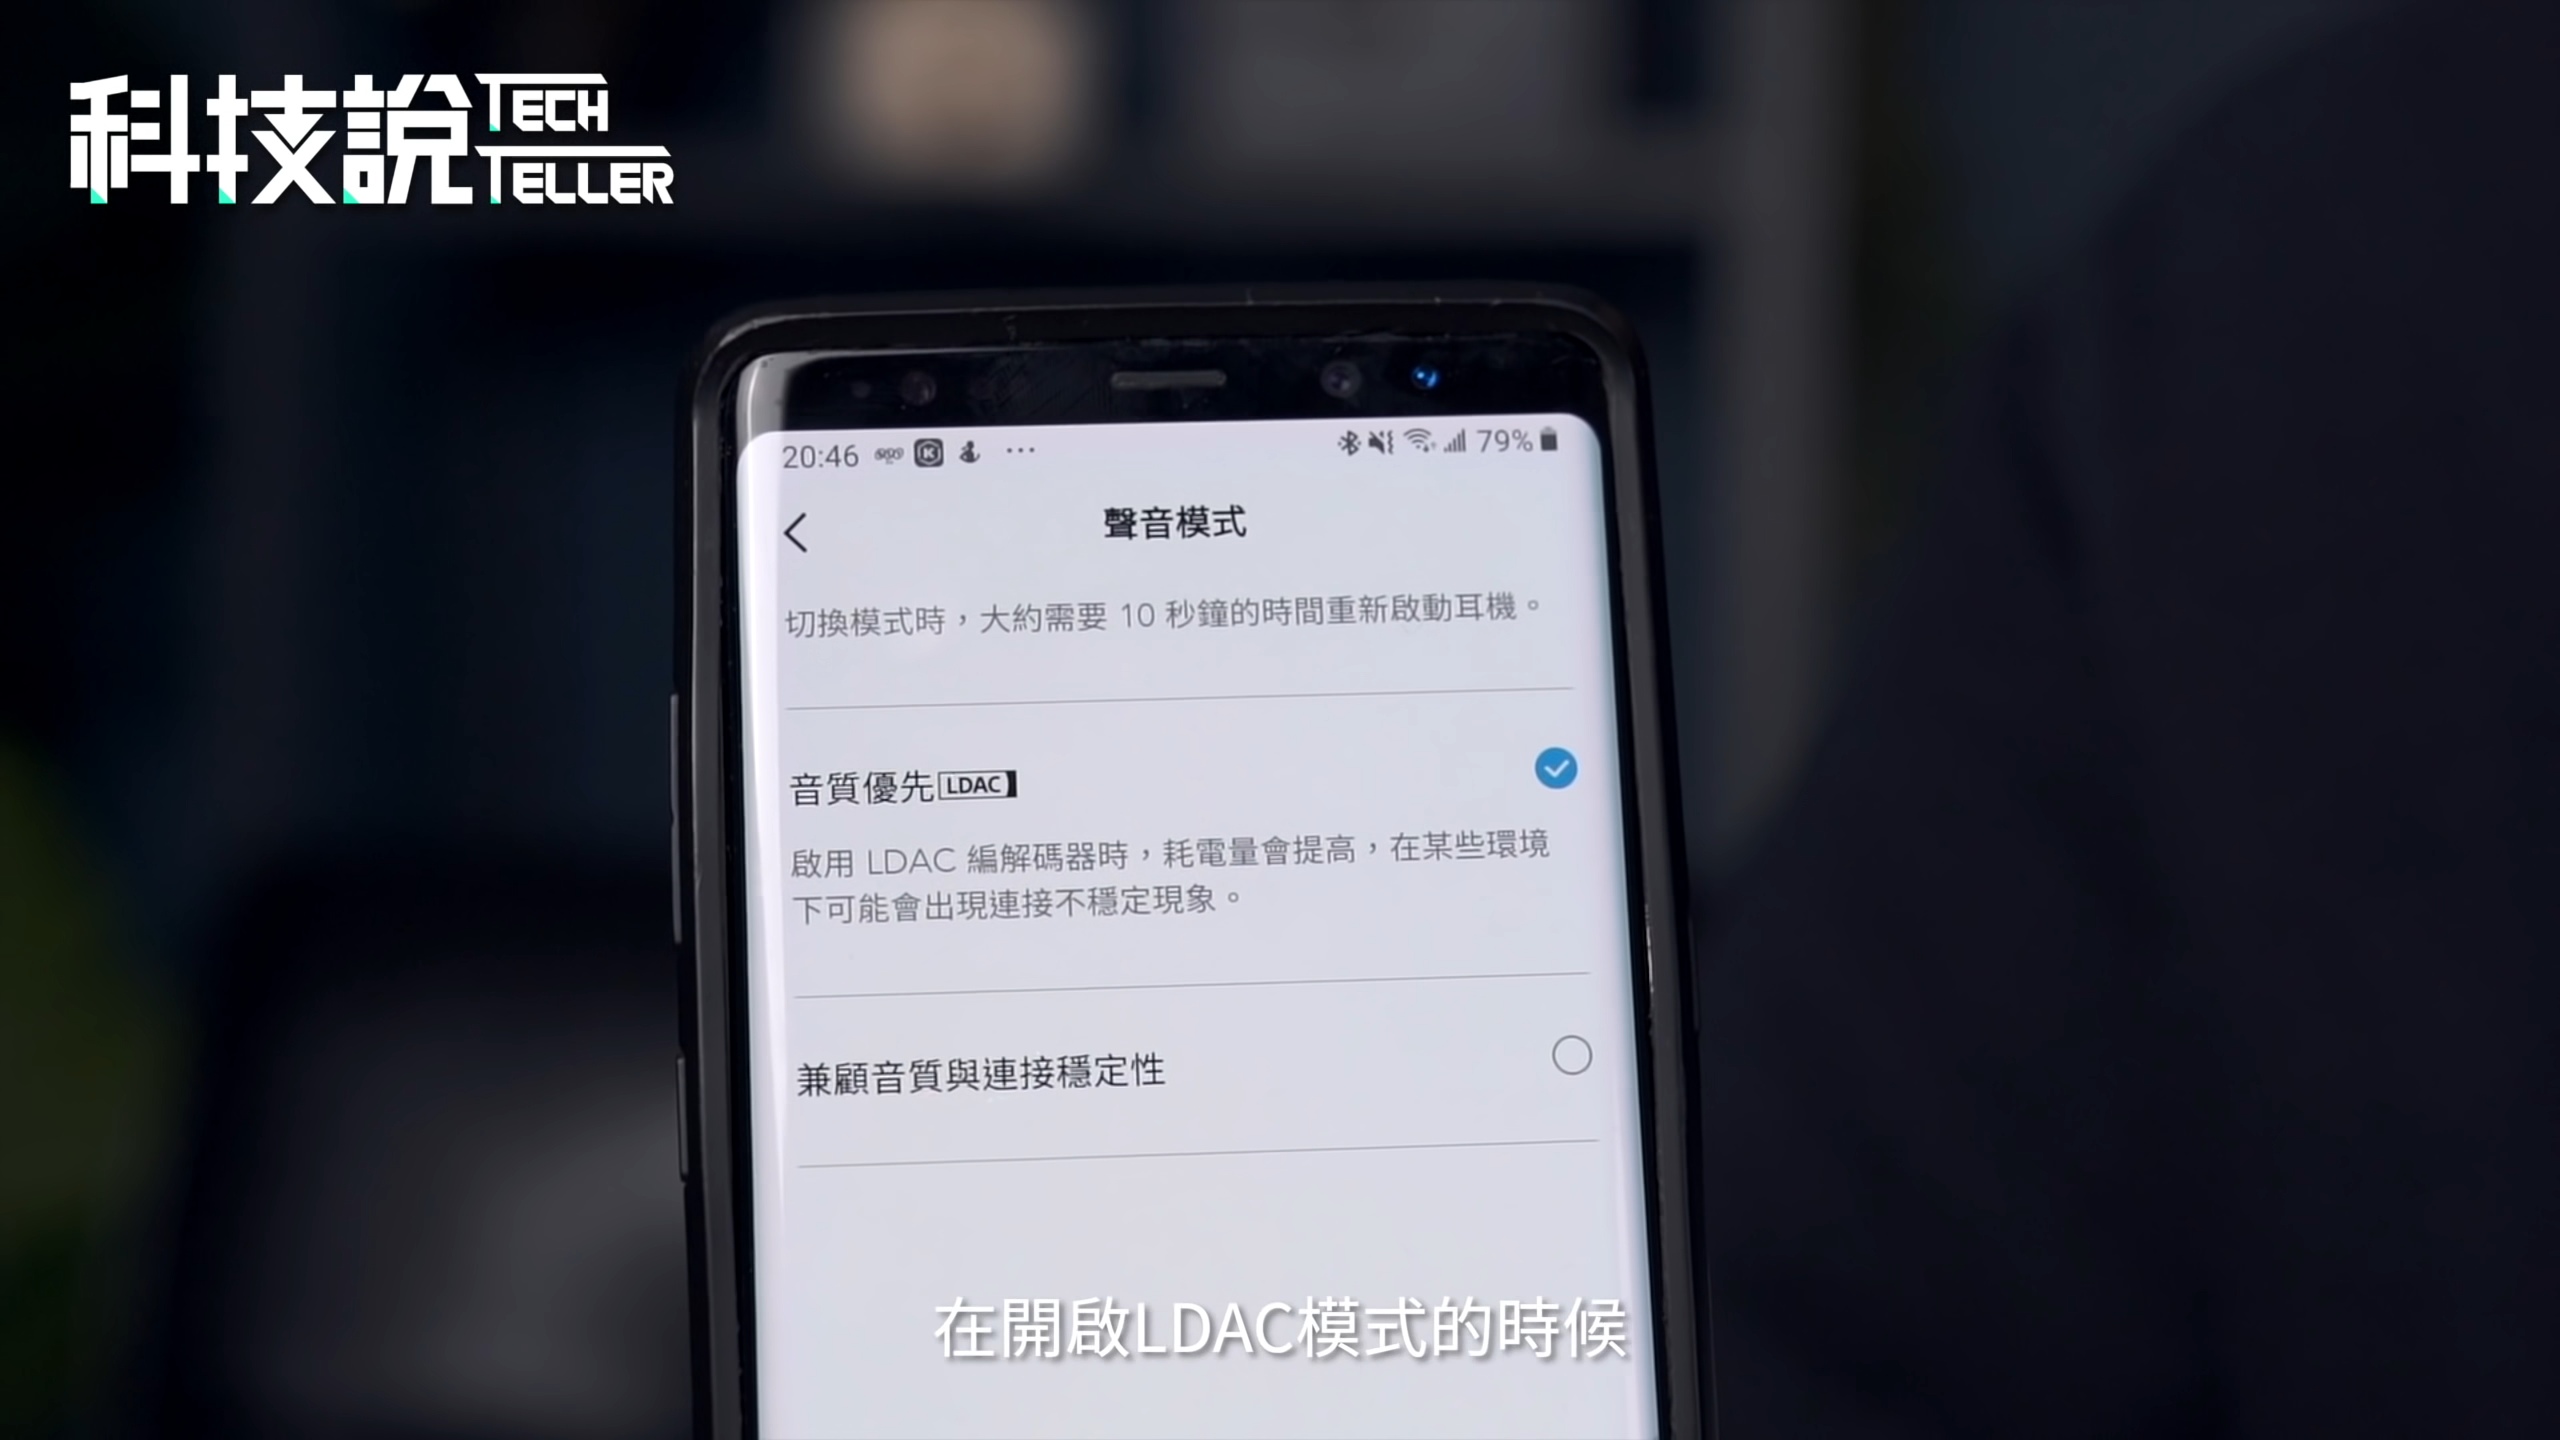 科技說
TECH
TELLER
20:46
79%
聲音模式
切換模式時，大約需要 10 秒鐘的時間重新啟動耳機。
音質優先 LDAC
啟用 LDAC 編解碼器時，耗電量會提高，在某些環境
下可能會出現連接不穩定現象。
兼顧音質與連接穩定性
在開啟LDAC模式的時候